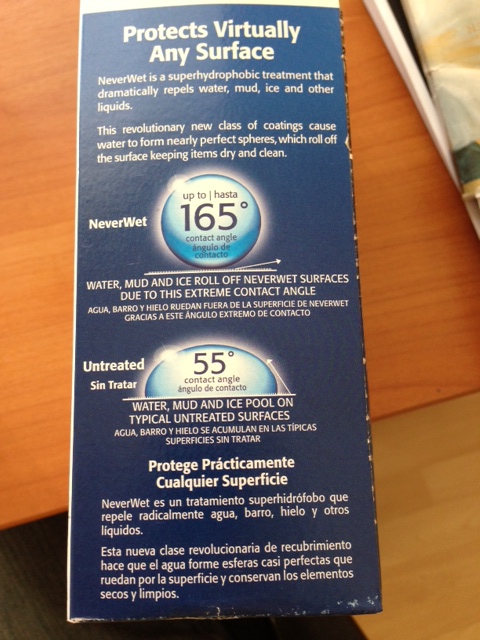 Protects Virtually
Any Surface
NeverWet is a superhydrophobic treatment that
dramatically repels water, mud, ice and other
liquids.
This revolutionary new class of coatings cause
water to form nearly perfect spheres, which roll off
the surface keeping items dry and clean.
up to | hasta
NeverWet 165°
contact angle
ángulo de
contacto
WATER, MUD AND ICE ROLL OFF NEVERWET SURFACES
DUE TO THIS EXTREME CONTACT ANGLE
AGUA, BARRO Y HIELO RUEDAN FUERA DE LA SUPERFICIE DE NEVERWET
GRACIAS A ESTE ÁNGULO EXTREMO DE CONTACTO
Untreated 55°
contact angle
Sin Tratar ángulo de contacto
WATER, MUD AND ICE POOL ON
TYPICAL UNTREATED SURFACES
AGUA, BARRO Y HIELO SE ACUMULAN EN LAS TÍPICAS
SUPERFICIES SIN TRATAR
Protege Prácticamente
Cualquier Superficie
NeverWet es un tratamiento superhidrófobo que
repele radicalmente agua, barro, hielo y otros
líquidos.
Esta nueva clase revolucionaria de recubrimiento
hace que el agua forme esferas casi perfectas que
ruedan por la superficie y conservan los elementos
secos y limpios.